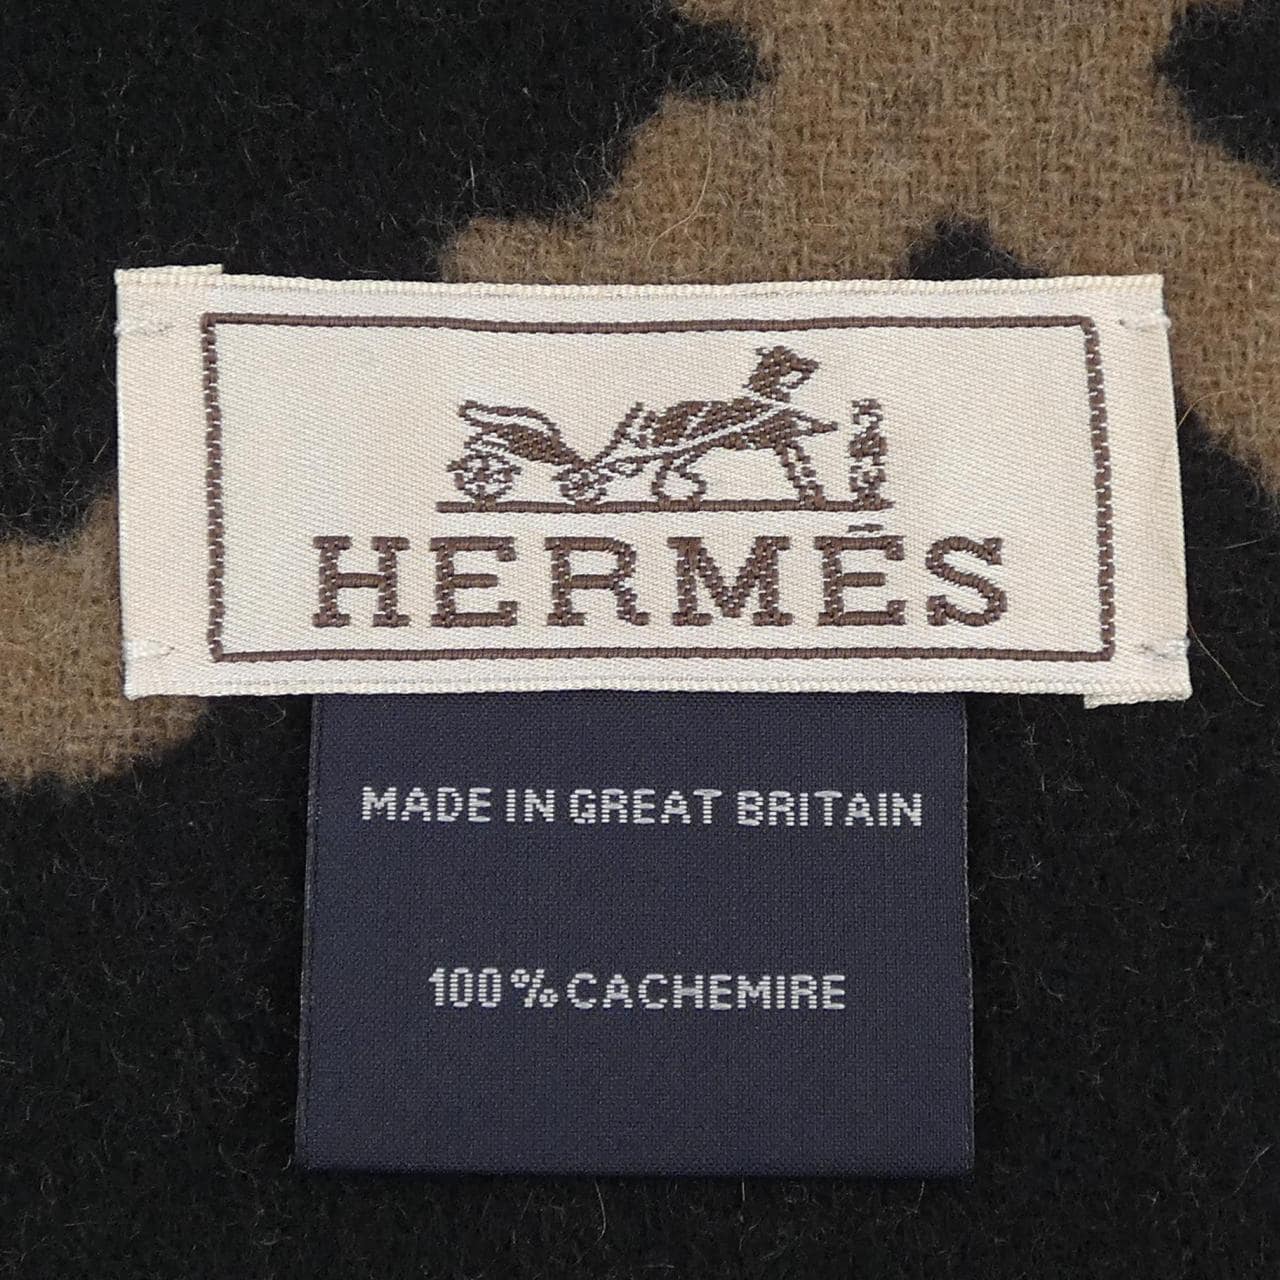 HERMÈS
MADE IN GREAT BRITAIN
100% CACHEMIRE